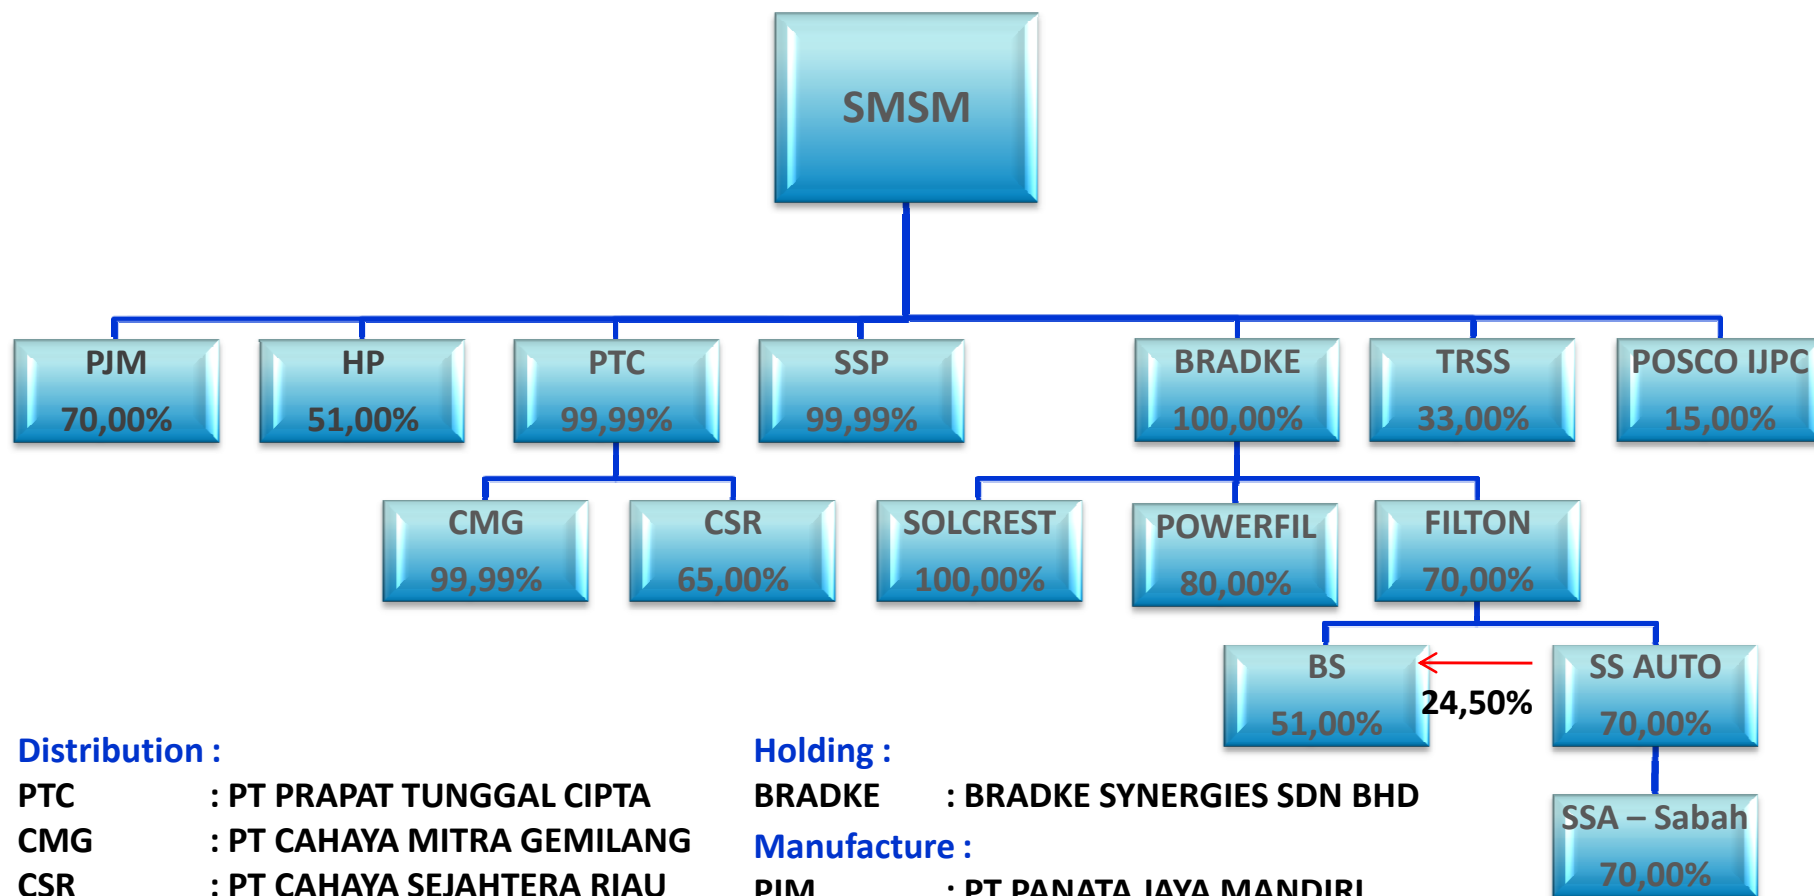 SMSM
PJM
70,00%
HP
51,00%
PTC
99,99%
SSP
99,99%
BRADKE
100,00%
TRSS
33,00%
POSCO IJPC
15,00%
CMG
99,99%
CSR
65,00%
SOLCREST
100,00%
POWERFIL
80,00%
FILTON
70,00%
BS
51,00%
24,50%
SS AUTO
70,00%
SSA – Sabah
70,00%
Distribution :
PTC : PT PRAPAT TUNGGAL CIPTA
CMG : PT CAHAYA MITRA GEMILANG
CSR : PT CAHAYA SEJAHTERA RIAU
Holding :
BRADKE : BRADKE SYNERGIES SDN BHD
Manufacture :
PJM : PT PANATA JAYA MANDIRI